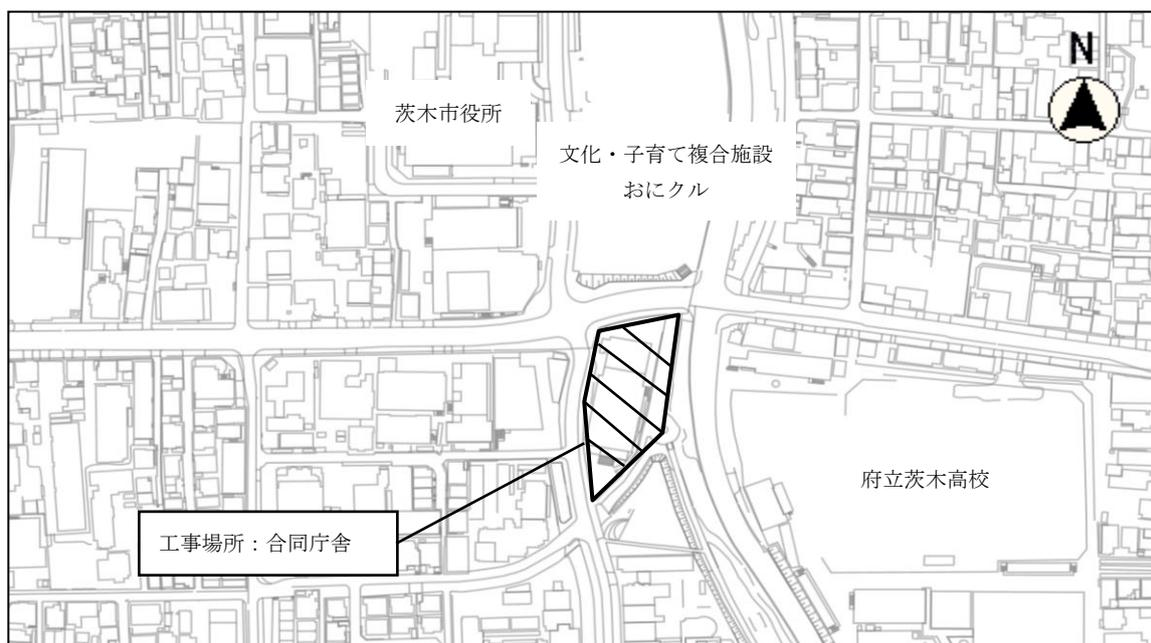 N
茨木市役所
文化・子育て複合施設
おにクル
府立茨木高校
工事場所：合同庁舎